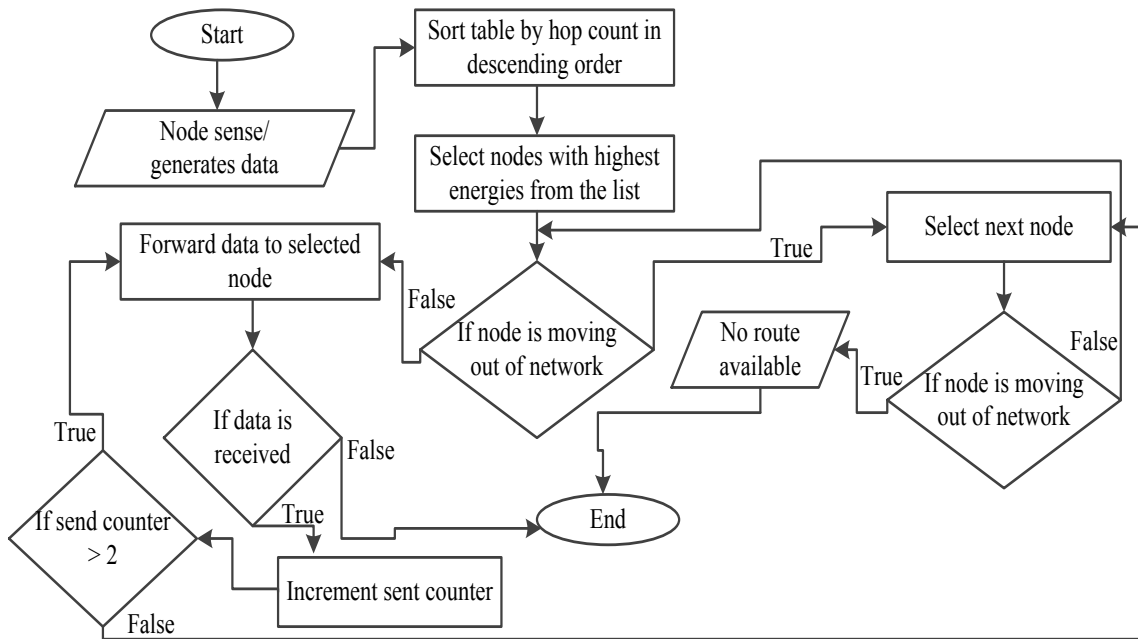 Start
Sort table by hop count in
descending order
Node sense/
generates data
Select nodes with highest
energies from the list
Forward data to selected
node
False
If node is moving
out of network
True
Select next node
No route
available
True
False
If node is moving
out of network
If data is
received
False
True
True
If send counter
> 2
End
Increment sent counter
False